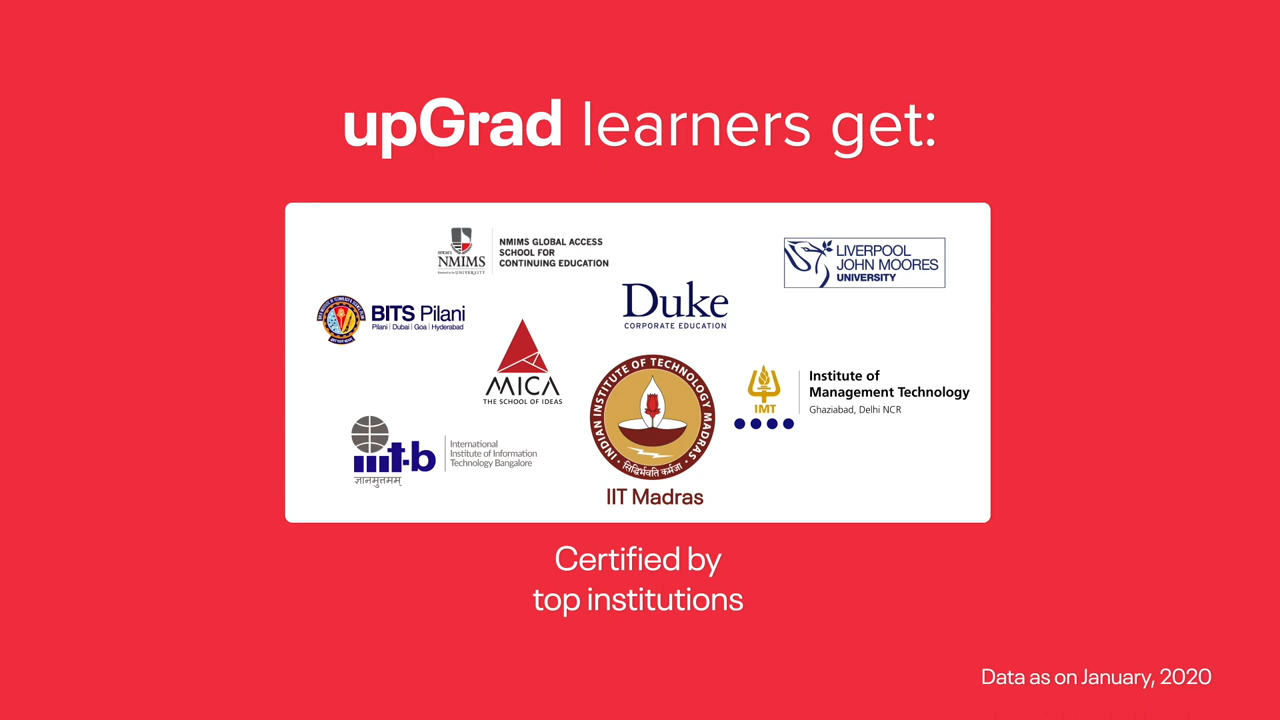 upGrad learners get:
NMIMS
UNIVERSITY
NMIMS GLOBAL ACCESS
SCHOOL FOR
CONTINUING EDUCATION
LIVERPOOL
JOHN MOORES
UNIVERSITY
BITS Pilani
Pilani | Dubai | Goa | Hyderabad
Duke
CORPORATE EDUCATION
MICA
THE SCHOOL OF IDEAS
INDIAN INSTITUTE OF TECHNOLOGY MADRAS
सिद्धिर्भवति कर्मजा
IIT Madras
IMT
Institute of
Management Technology
Ghaziabad, Delhi NCR
iiit-b
ज्ञानमुत्तमम्
International
Institute of Information
Technology Bangalore
Certified by
top institutions
Data as on January, 2020